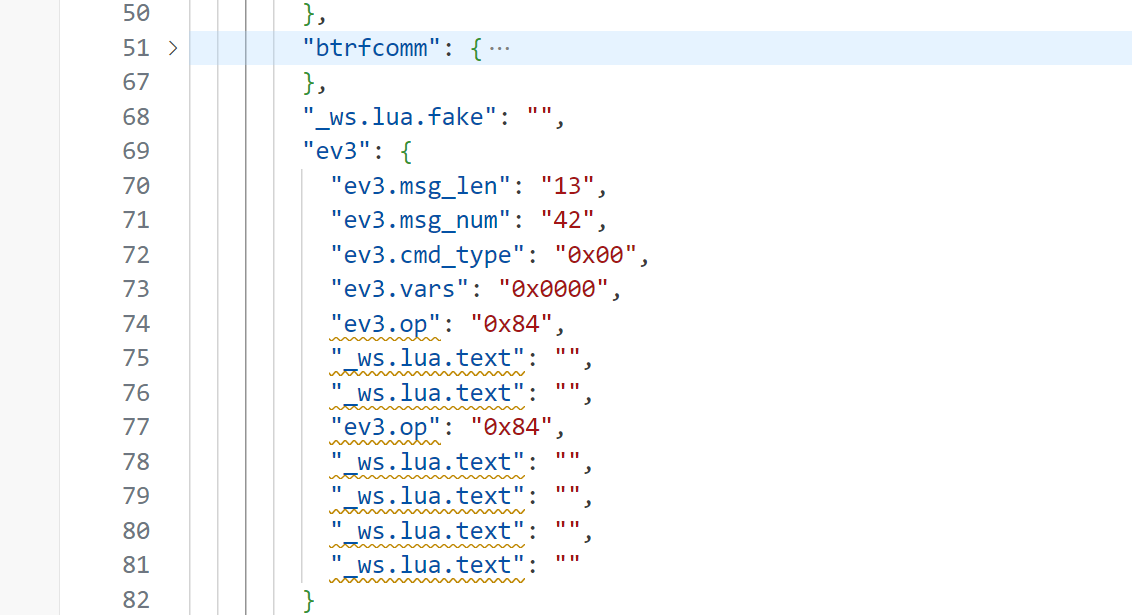 50 },
51 > "btrfcomm": { ···
67 },
68 "_ws.lua.fake": "",
69 "ev3": {
70 "ev3.msg_len": "13",
71 "ev3.msg_num": "42",
72 "ev3.cmd_type": "0x00",
73 "ev3.vars": "0x0000",
74 "ev3.op": "0x84",
75 "_ws.lua.text": "",
76 "_ws.lua.text": "",
77 "ev3.op": "0x84",
78 "_ws.lua.text": "",
79 "_ws.lua.text": "",
80 "_ws.lua.text": "",
81 "_ws.lua.text": ""
82 }